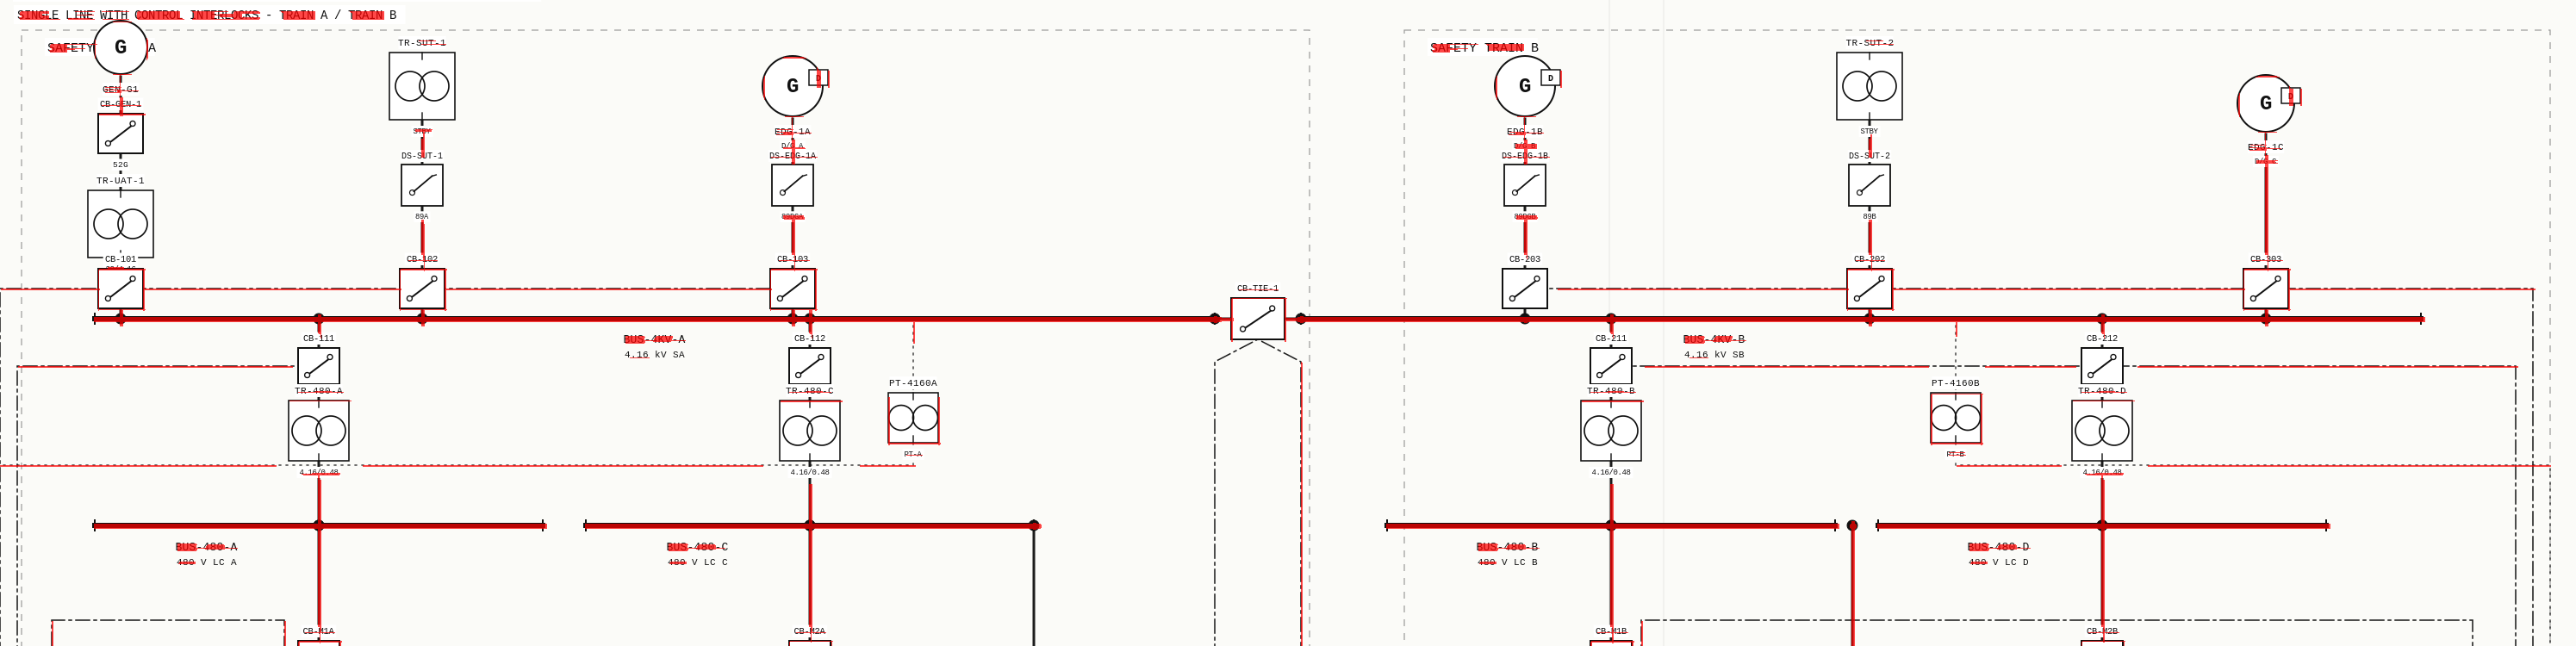 SINGLE LINE WITH CONTROL INTERLOCKS - TRAIN A / TRAIN B
SAFETY A
G
GEN-G1
CB-GEN-1
52G
TR-UAT-1
CB-101
TR-SUT-1
STBY
DS-SUT-1
89A
CB-102
G
D
EDG-1A
D/G A
DS-EDG-1A
CB-103
CB-TIE-1
SAFETY TRAIN B
G
D
EDG-1B
DS-EDG-1B
CB-203
TR-SUT-2
STBY
DS-SUT-2
89B
CB-202
G
D
EDG-1C
CB-303
CB-111
TR-480-A
4.16/0.48
BUS-4KV-A
4.16 kV SA
CB-112
TR-480-C
4.16/0.48
PT-4160A
PT-A
CB-211
TR-480-B
4.16/0.48
BUS-4KV-B
4.16 kV SB
PT-4160B
PT-B
CB-212
TR-480-D
4.16/0.48
BUS-480-A
480 V LC A
BUS-480-C
480 V LC C
BUS-480-B
480 V LC B
BUS-480-D
480 V LC D
CB-M1A
CB-M2A
CB-M1B
CB-M2B